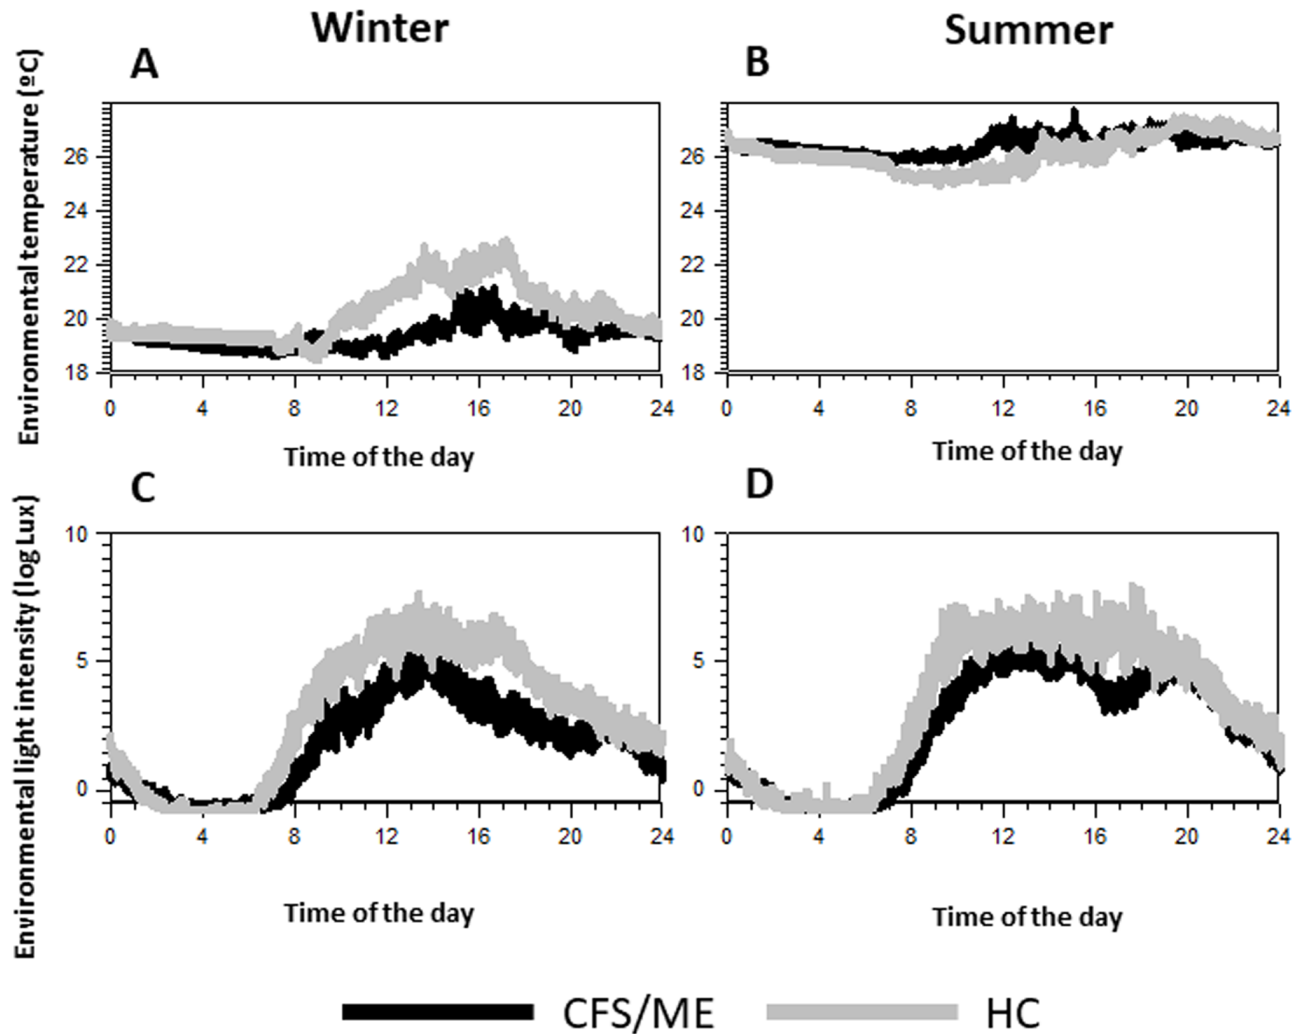 Winter
Summer
A
B
Environmental temperature (ºC)
26
24
22
20
18
0 4 8 12 16 20 24
Time of the day
26
24
22
20
18
0 4 8 12 16 20 24
Time of the day
C
D
Environmental light intensity (log Lux)
10
5
0
0 4 8 12 16 20 24
Time of the day
10
5
0
0 4 8 12 16 20 24
Time of the day
CFS/ME
HC